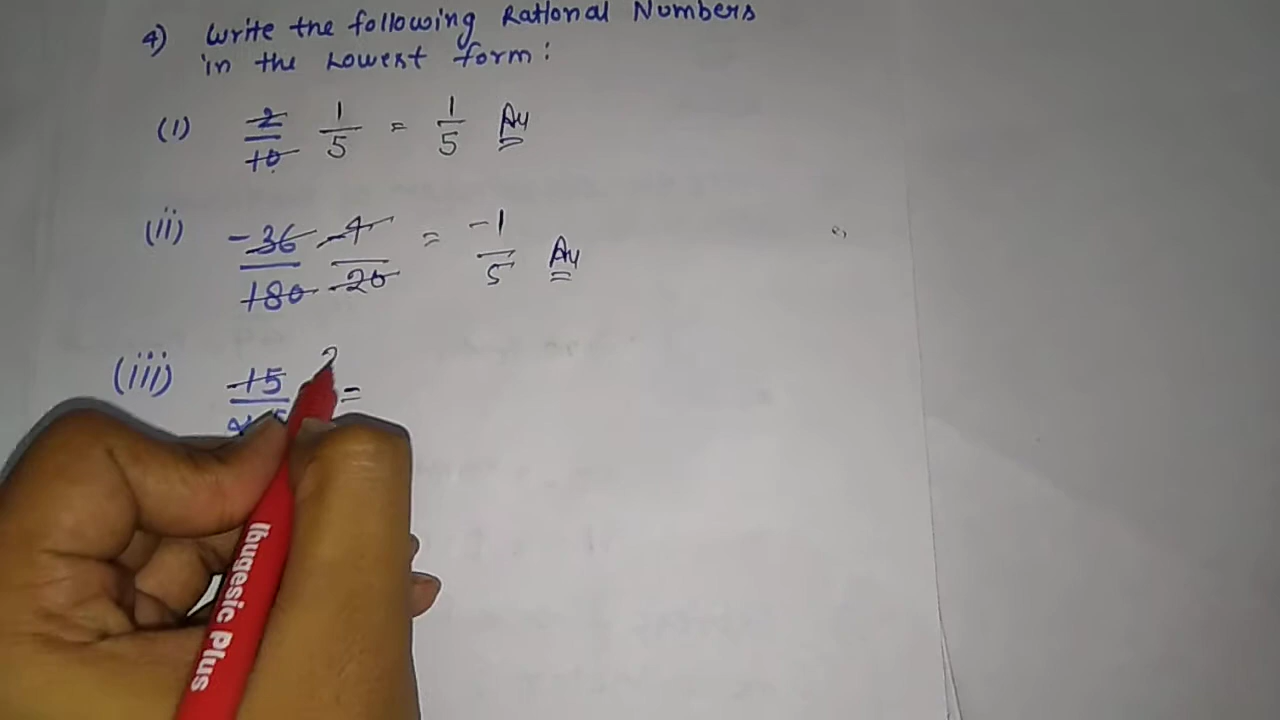 4) Write the following Rational Numbers
in the Lowest form :
(i) 2/10 1/5 = 1/5 Ans
(ii) -36/180 -4/20 = -1/5 Ans
(iii) 15 =
Ibugesic Plus